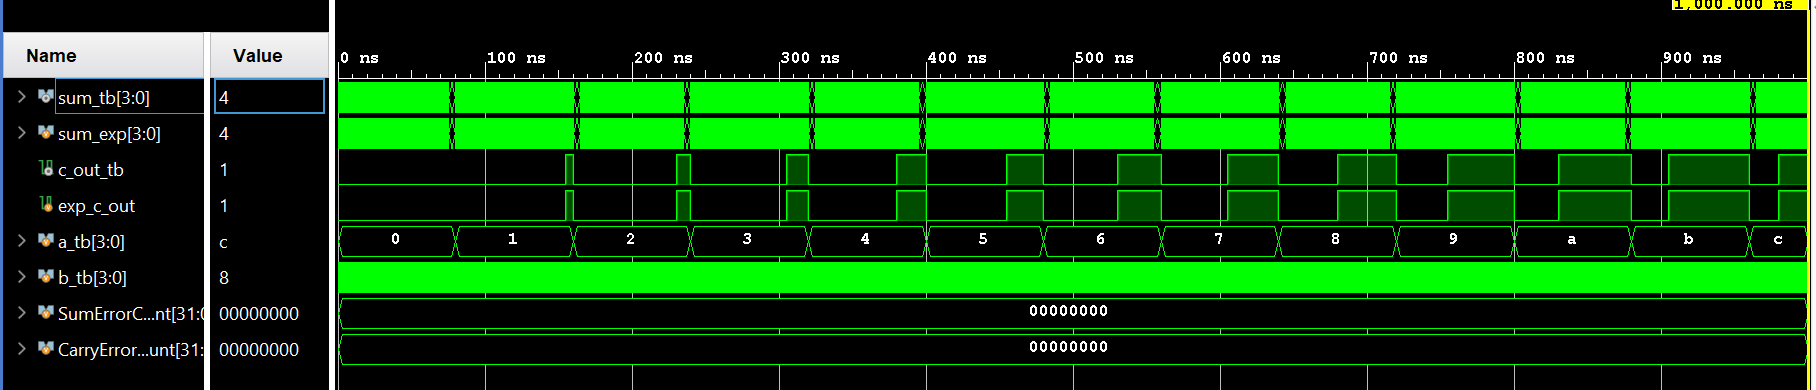 1,000.000 ns
Name Value
0 ns 100 ns 200 ns 300 ns 400 ns 500 ns 600 ns 700 ns 800 ns 900 ns
sum_tb[3:0] 4
sum_exp[3:0] 4
c_out_tb 1
exp_c_out 1
a_tb[3:0] c 0 1 2 3 4 5 6 7 8 9 a b c
b_tb[3:0] 8
SumErrorC...nt[31:0 00000000 00000000
CarryError...unt[31: 00000000 00000000